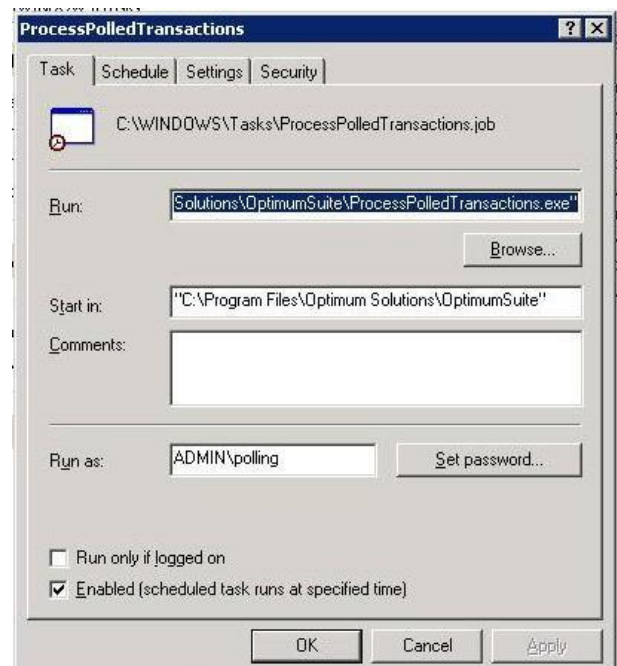 ProcessPolledTransactions
Task Schedule Settings Security
C:\WINDOWS\Tasks\ProcessPolledTransactions.job
Run: Solutions\OptimumSuite\ProcessPolledTransactions.exe"
Browse...
Start in: "C:\Program Files\Optimum Solutions\OptimumSuite"
Comments:
Run as: ADMIN\polling Set password...
Run only if logged on
Enabled (scheduled task runs at specified time)
OK Cancel Apply